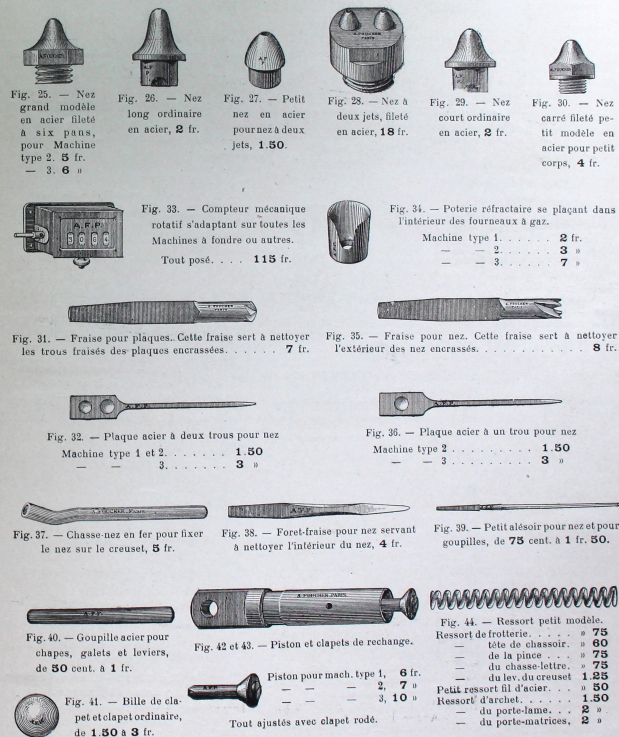 Fig. 25. — Nez
grand modèle
en acier fileté
à six pans,
pour Machine
type 2. 5 fr.
— 3. 6 »
Fig. 26. — Nez
long ordinaire
en acier, 2 fr.
Fig. 27. — Petit
nez en acier
pour nez à deux
jets, 1.50.
A. FOUCHER
PARIS
Fig. 28. — Nez à
deux jets, fileté
en acier, 18 fr.
Fig. 29. — Nez
court ordinaire
en acier, 2 fr.
Fig. 30. — Nez
carré fileté pe-
tit modèle en
acier pour petit
corps, 4 fr.
A.F.P.
Fig. 33. — Compteur mécanique
rotatif s'adaptant sur toutes les
Machines à fondre ou autres.
Tout posé. . . . 115 fr.
Fig. 34. — Poterie réfractaire se plaçant dans
l'intérieur des fourneaux à gaz.
Machine type 1. . . . . . 2 fr.
— — 2. . . . . . 3 »
— — 3. . . . . . 7 »
A FOUCHER
PARIS
Fig. 31. — Fraise pour plaques. Cette fraise sert à nettoyer
les trous fraisés des plaques encrassées. . . . . . 7 fr.
A FOUCHER
PARIS
Fig. 35. — Fraise pour nez. Cette fraise sert à nettoyer
l'extérieur des nez encrassés. . . . . . . . . . . . 8 fr.
A.F.P.
Fig. 32. — Plaque acier à deux trous pour nez
Machine type 1 et 2. . . . . . . 1.50
— — 3. . . . . . . 3 »
A.F.P.
Fig. 36. — Plaque acier à un trou pour nez
Machine type 2 . . . . . . . . . 1.50
— — 3 . . . . . . . . . 3 »
A. FOUCHER PARIS
Fig. 37. — Chasse-nez en fer pour fixer
le nez sur le creuset, 5 fr.
A.F.P.
Fig. 38. — Foret-fraise pour nez servant
à nettoyer l'intérieur du nez, 4 fr.
Fig. 39. — Petit alésoir pour nez et pour
goupilles, de 75 cent. à 1 fr. 50.
A.F.P.
Fig. 40. — Goupille acier pour
chapes, galets et leviers,
de 50 cent. à 1 fr.
A. FOUCHER PARIS
Fig. 42 et 43. — Piston et clapets de rechange.
A.F.P.
Piston pour mach. type 1, 6 fr.
— — — 2, 7 »
— — — 3, 10 »
Tout ajustés avec clapet rodé.
Fig. 41. — Bille de cla-
pet et clapet ordinaire,
de 1.50 à 3 fr.
Fig. 44. — Ressort petit modèle.
Ressort de frotterie. . . . . » 75
— tête de chassoir. » 60
— de la pince . . . » 75
— du chasse-lettre. » 75
— du lev. du creuset 1.25
Petit ressort fil d'acier. . . » 50
Ressort d'archet. . . . . . 1.50
— du porte-lame. . . 2 »
— du porte-matrices, 2 »